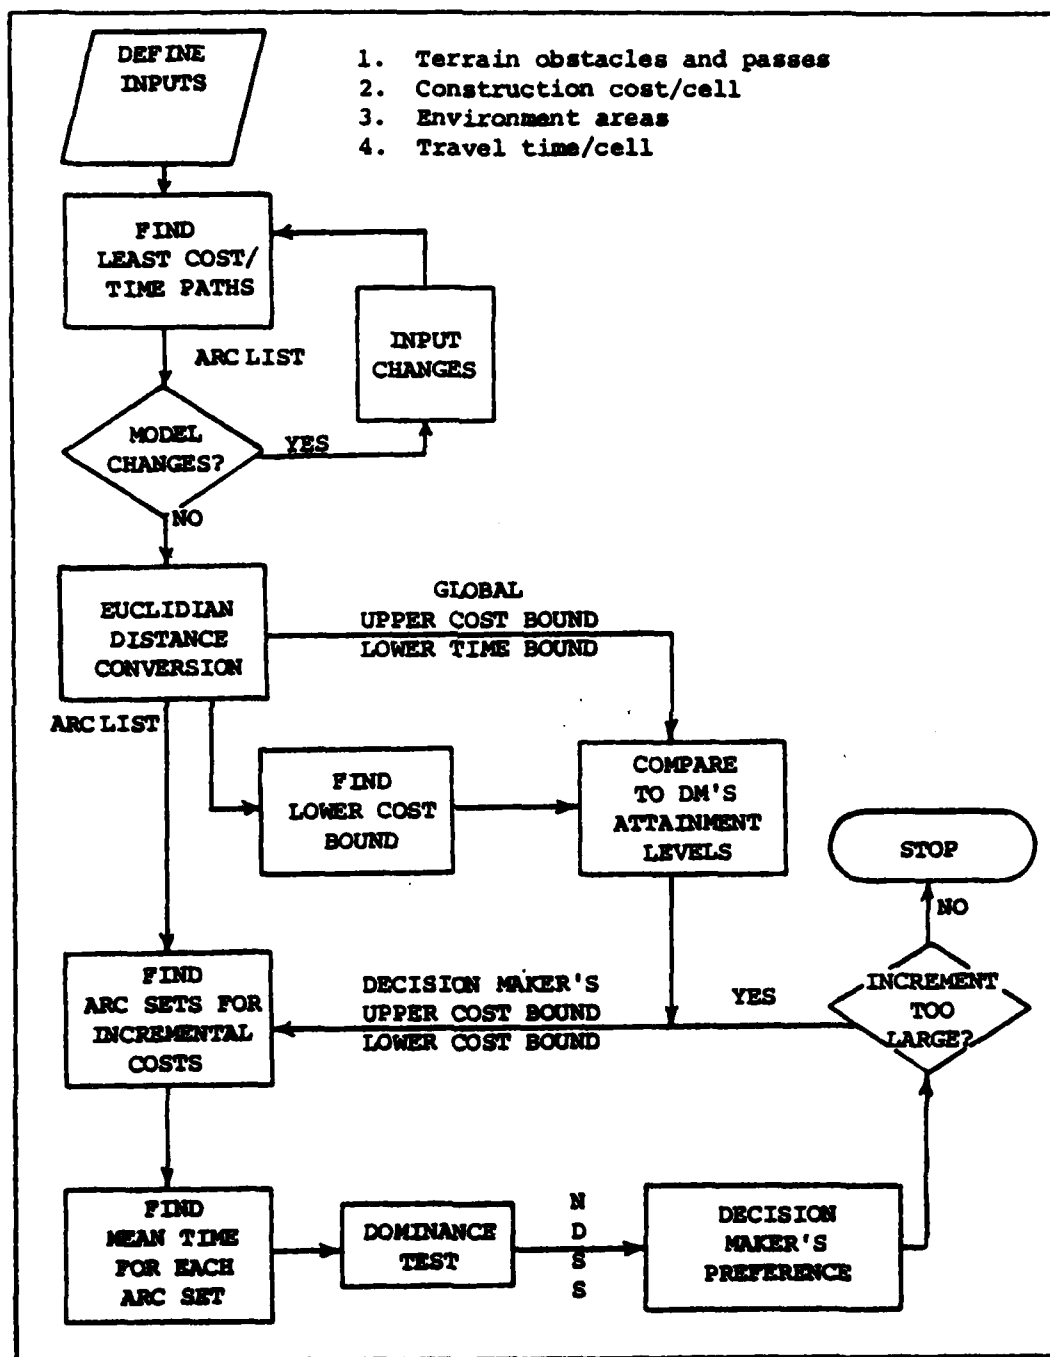 DEFINE
INPUTS
1. Terrain obstacles and passes
2. Construction cost/cell
3. Environment areas
4. Travel time/cell
FIND
LEAST COST/
TIME PATHS
INPUT
CHANGES
ARC LIST
MODEL
CHANGES?
YES
NO
EUCLIDIAN
DISTANCE
CONVERSION
GLOBAL
UPPER COST BOUND
LOWER TIME BOUND
ARC LIST
FIND
LOWER COST
BOUND
COMPARE
TO DM'S
ATTAINMENT
LEVELS
STOP
NO
FIND
ARC SETS FOR
INCREMENTAL
COSTS
DECISION MAKER'S
UPPER COST BOUND
LOWER COST BOUND
YES
INCREMENT
TOO
LARGE?
FIND
MEAN TIME
FOR EACH
ARC SET
DOMINANCE
TEST
N
D
S
S
DECISION
MAKER'S
PREFERENCE